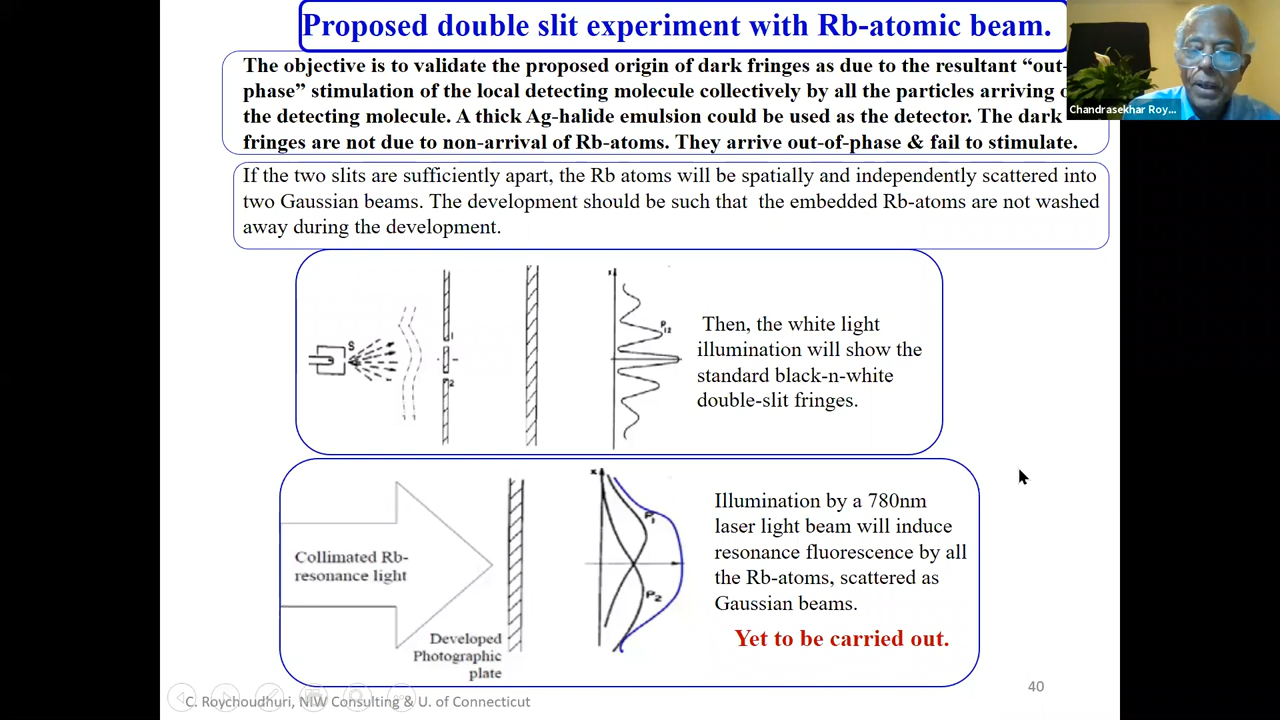 Proposed double slit experiment with Rb-atomic beam.
The objective is to validate the proposed origin of dark fringes as due to the resultant “out-
phase” stimulation of the local detecting molecule collectively by all the particles arriving
the detecting molecule. A thick Ag-halide emulsion could be used as the detector. The dark
fringes are not due to non-arrival of Rb-atoms. They arrive out-of-phase & fail to stimulate.
Chandrasekhar Roy...
If the two slits are sufficiently apart, the Rb atoms will be spatially and independently scattered into
two Gaussian beams. The development should be such that the embedded Rb-atoms are not washed
away during the development.
S
1
2
x
P12
Then, the white light
illumination will show the
standard black-n-white
double-slit fringes.
Collimated Rb-
resonance light
Developed
Photographic
plate
x
P1
P2
Illumination by a 780nm
laser light beam will induce
resonance fluorescence by all
the Rb-atoms, scattered as
Gaussian beams.
Yet to be carried out.
C. Roychoudhuri, NIW Consulting & U. of Connecticut
40